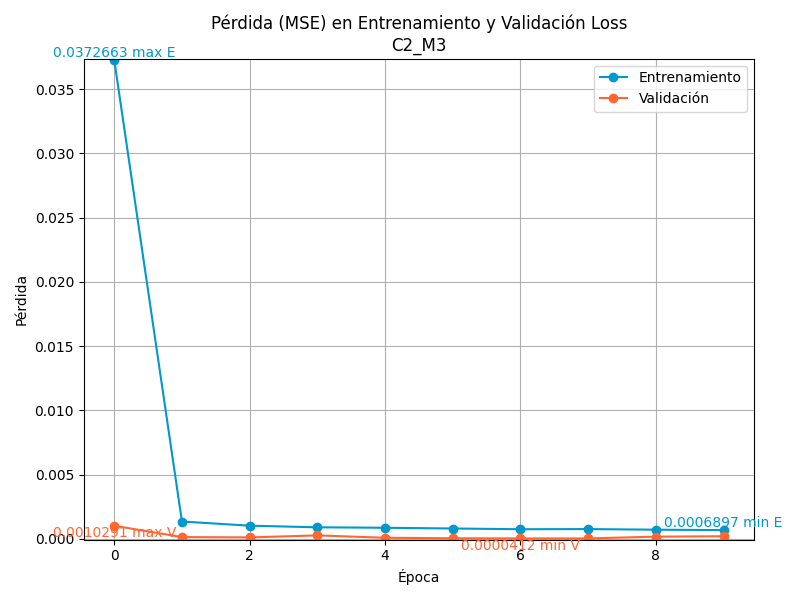 Pérdida (MSE) en Entrenamiento y Validación Loss
C2_M3
0.0372663 max E
Entrenamiento
Validación
0.035
0.030
0.025
0.020
0.015
0.010
0.005
0.000
Pérdida
0.0010291 max V
0.0006897 min E
0.0000412 min V
0 2 4 6 8
Época